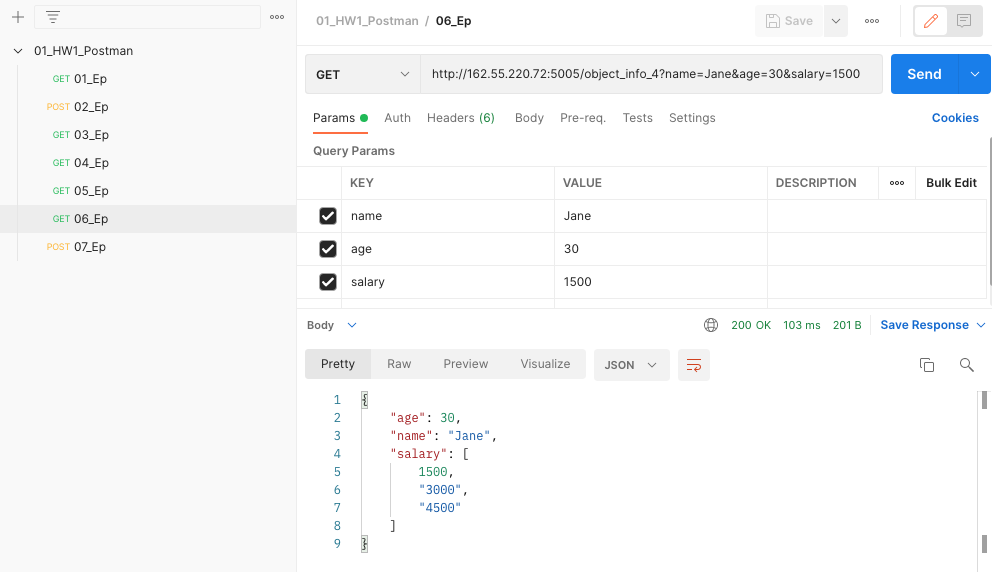 01_HW1_Postman
GET 01_Ep
POST 02_Ep
GET 03_Ep
GET 04_Ep
GET 05_Ep
GET 06_Ep
POST 07_Ep
01_HW1_Postman / 06_Ep
Save
GET
http://162.55.220.72:5005/object_info_4?name=Jane&age=30&salary=1500
Send
Params Auth Headers (6) Body Pre-req. Tests Settings
Cookies
Query Params
KEY VALUE DESCRIPTION Bulk Edit
name Jane
age 30
salary 1500
Body
200 OK 103 ms 201 B Save Response
Pretty Raw Preview Visualize JSON
1 {
2 "age": 30,
3 "name": "Jane",
4 "salary": [
5 1500,
6 "3000",
7 "4500"
8 ]
9 }